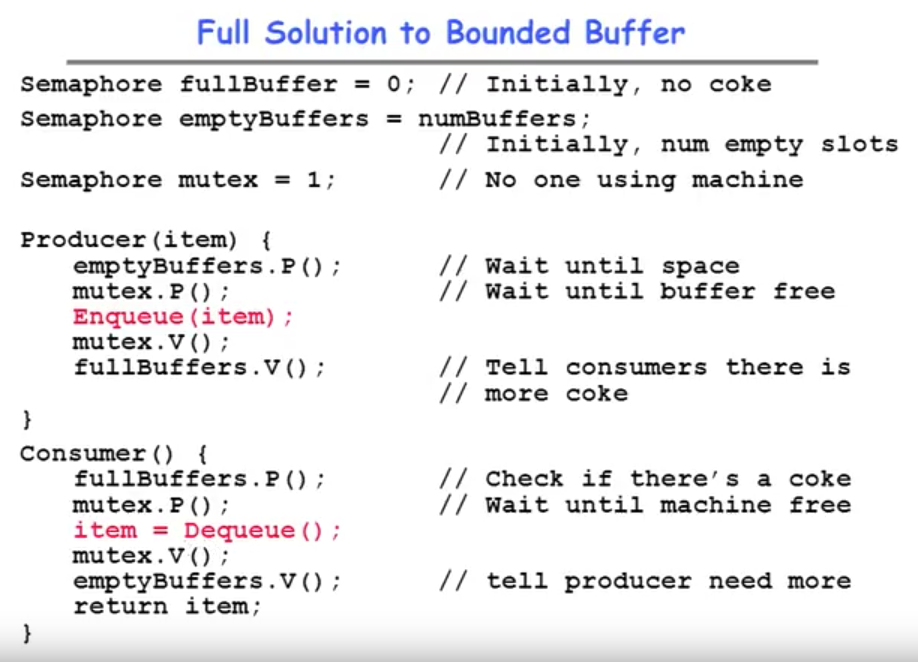 Full Solution to Bounded Buffer
Semaphore fullBuffer = 0; // Initially, no coke
Semaphore emptyBuffers = numBuffers;
// Initially, num empty slots
Semaphore mutex = 1; // No one using machine
Producer(item) {
emptyBuffers.P(); // Wait until space
mutex.P(); // Wait until buffer free
Enqueue(item);
mutex.V();
fullBuffers.V(); // Tell consumers there is
// more coke
}
Consumer() {
fullBuffers.P(); // Check if there's a coke
mutex.P(); // Wait until machine free
item = Dequeue();
mutex.V();
emptyBuffers.V(); // tell producer need more
return item;
}